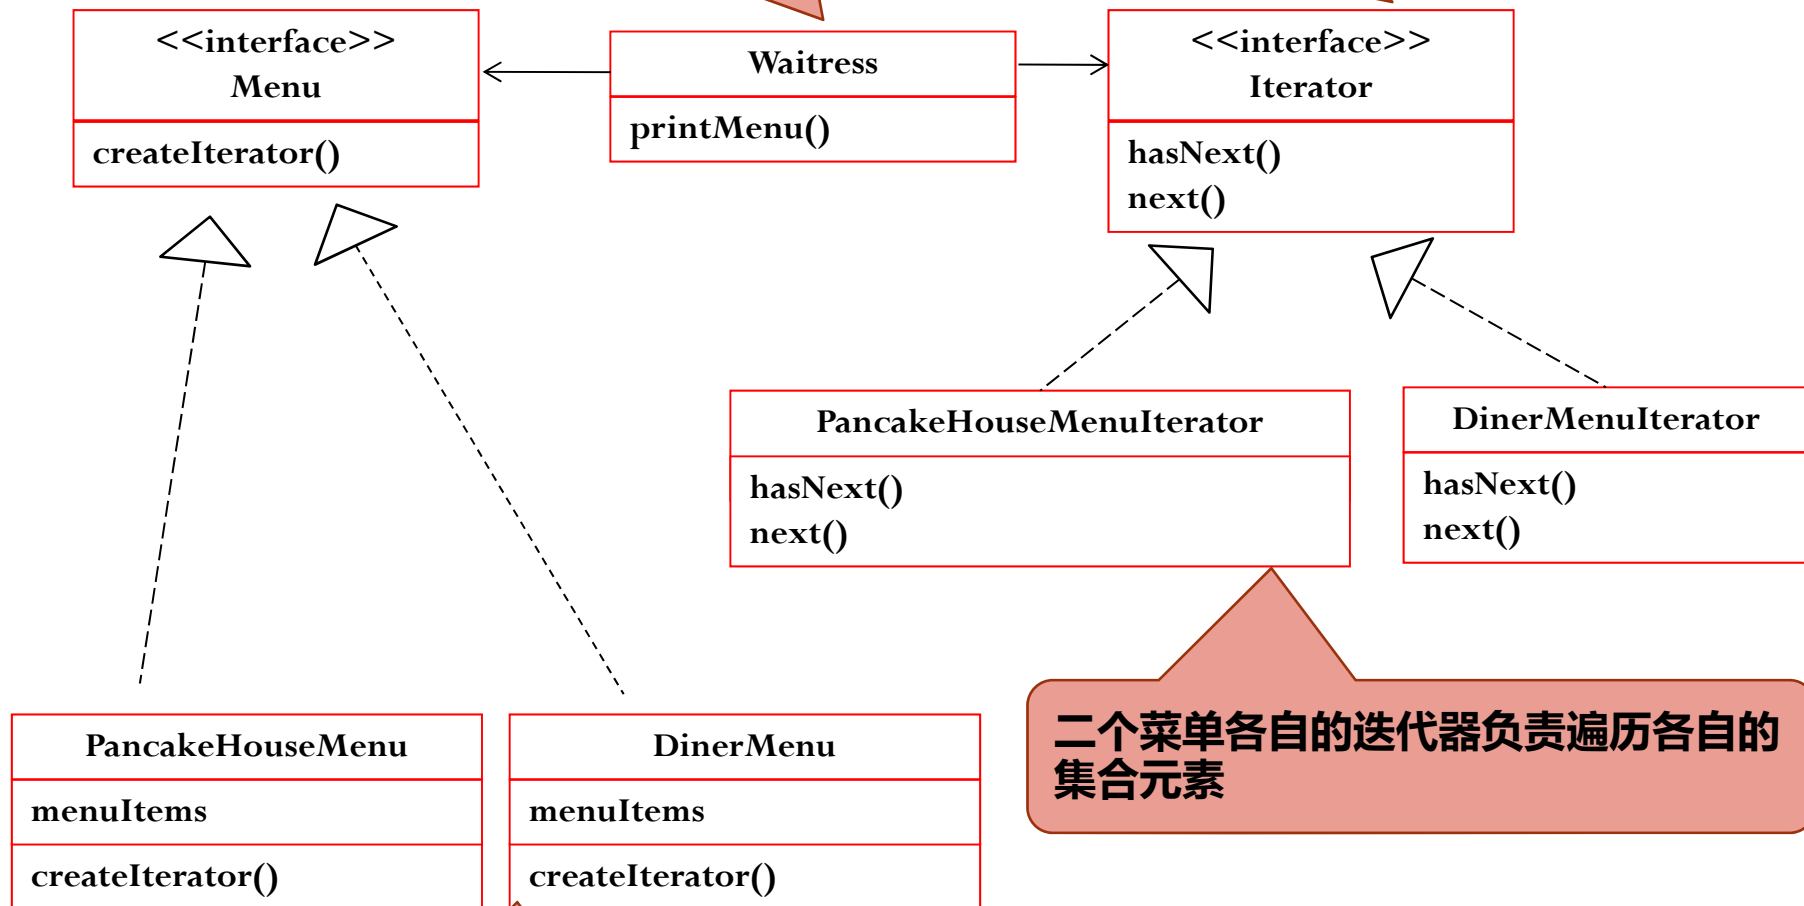 <<interface>>
Menu
createIterator()
Waitress
printMenu()
<<interface>>
Iterator
hasNext()
next()
PancakeHouseMenuIterator
hasNext()
next()
DinerMenuIterator
hasNext()
next()
二个菜单各自的迭代器负责遍历各自的
集合元素
PancakeHouseMenu
menuItems
createIterator()
DinerMenu
menuItems
createIterator()